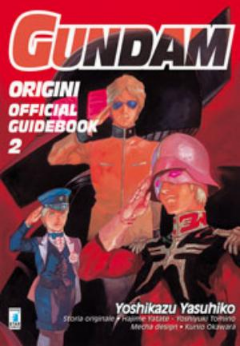 GUNDAM
ORIGINI
OFFICIAL
GUIDEBOOK
2
Yoshikazu Yasuhiko
Storia originale • Hajime Yatate - Yoshiyuki Tomino
Mecha design • Kunio Okawara